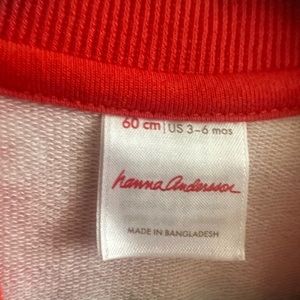 60 cm | US 3-6 mos
hanna Andersson
MADE IN BANGLADESH